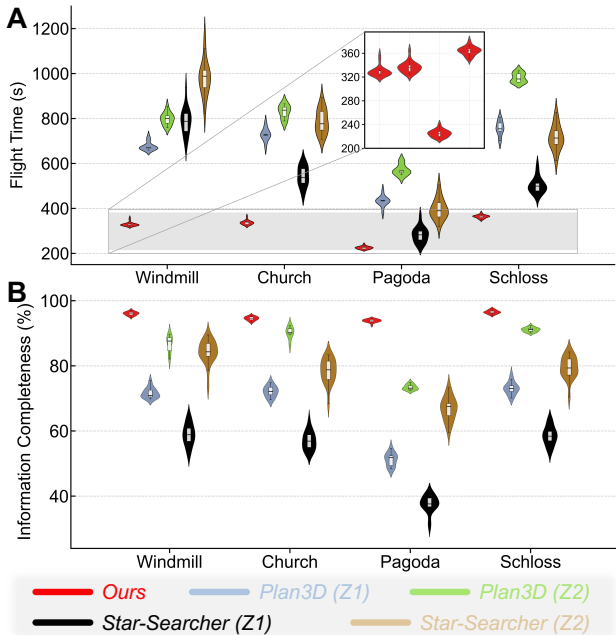 A
Flight Time (s)
1200
1000
800
600
400
200
360
320
280
240
200
Windmill Church Pagoda Schloss
B
Information Completeness (%)
100
80
60
40
Windmill Church Pagoda Schloss
Ours Plan3D (Z1) Plan3D (Z2)
Star-Searcher (Z1) Star-Searcher (Z2)